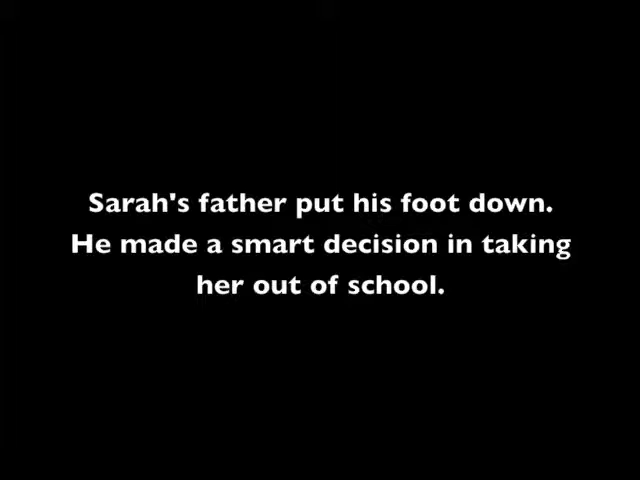 Sarah's father put his foot down.
He made a smart decision in taking
her out of school.